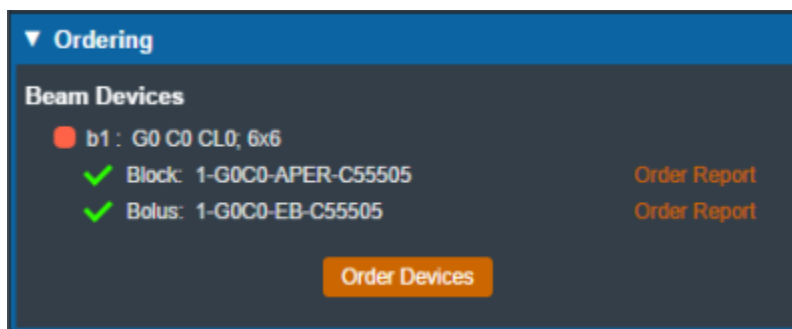 Ordering
Beam Devices
b1 : G0 C0 CL0; 6x6
Block: 1-G0C0-APER-C55505 Order Report
Bolus: 1-G0C0-EB-C55505 Order Report
Order Devices